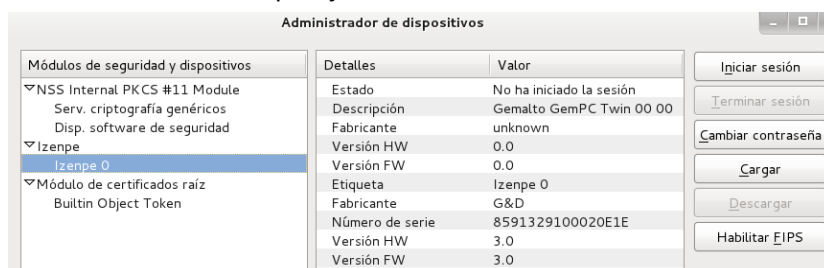 Administrador de dispositivos
Módulos de seguridad y dispositivos
NSS Internal PKCS #11 Module
Serv. criptografía genéricos
Disp. software de seguridad
Izenpe
Izenpe 0
Módulo de certificados raíz
Builtin Object Token
Detalles Valor
Estado No ha iniciado la sesión
Descripción Gemalto GemPC Twin 00 00
Fabricante unknown
Versión HW 0.0
Versión FW 0.0
Etiqueta Izenpe 0
Fabricante G&D
Número de serie 8591329100020E1E
Versión HW 3.0
Versión FW 3.0
Iniciar sesión
Terminar sesión
Cambiar contraseña
Cargar
Descargar
Habilitar FIPS